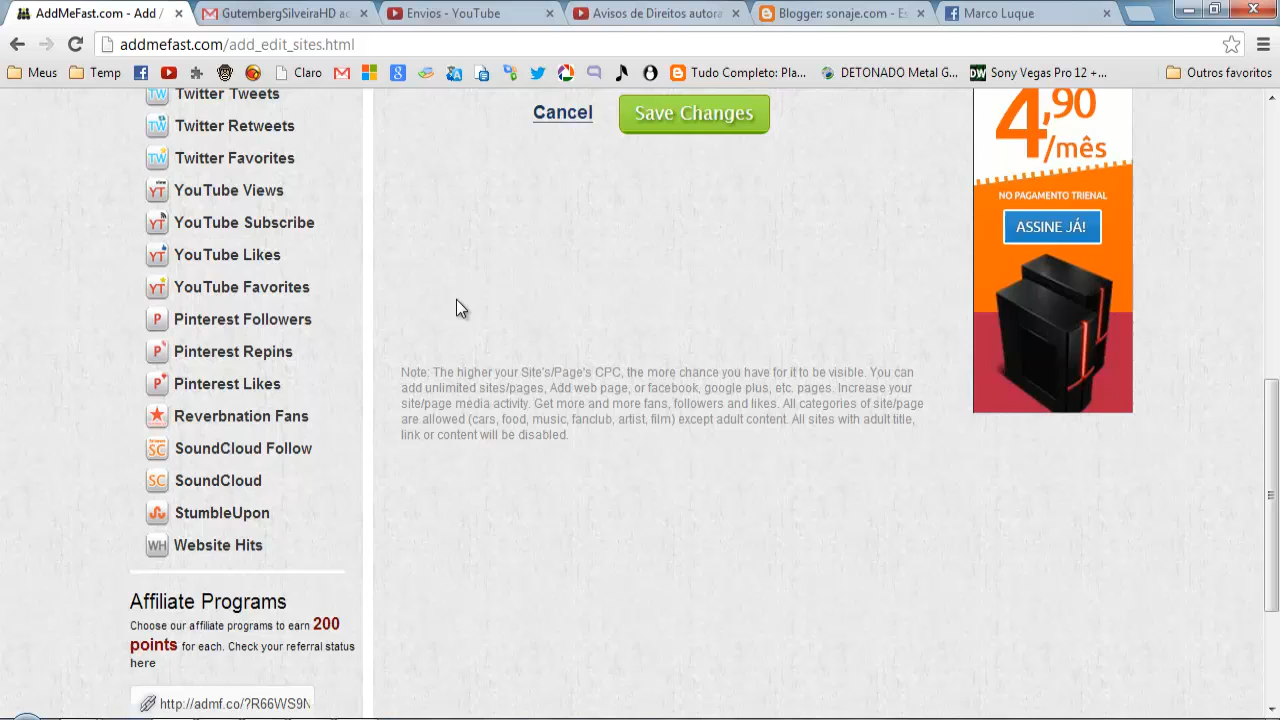 AddMeFast.com - Add /
GutembergSilveiraHD ac
Envios - YouTube
Avisos de Direitos autora
Blogger: sonaje.com - Es
Marco Luque
addmefast.com/add_edit_sites.html
Meus
Temp
Claro
Tudo Completo: Pla...
DETONADO Metal G...
Sony Vegas Pro 12 +...
Outros favoritos
Twitter Tweets
Twitter Retweets
Twitter Favorites
YouTube Views
YouTube Subscribe
YouTube Likes
YouTube Favorites
Pinterest Followers
Pinterest Repins
Pinterest Likes
Reverbnation Fans
SoundCloud Follow
SoundCloud
StumbleUpon
WH Website Hits
Affiliate Programs
Choose our affiliate programs to earn 200
points for each. Check your referral status
here
http://admf.co/?R66WS9N
Cancel
Save Changes
Note: The higher your Site's/Page's CPC, the more chance you have for it to be visible. You can
add unlimited sites/pages, Add web page, or facebook, google plus, etc. pages. Increase your
site/page media activity. Get more and more fans, followers and likes. All categories of site/page
are allowed (cars, food, music, fanclub, artist, film) except adult content. All sites with adult title,
link or content will be disabled.
4,90
/mês
NO PAGAMENTO TRIENAL
ASSINE JÁ!